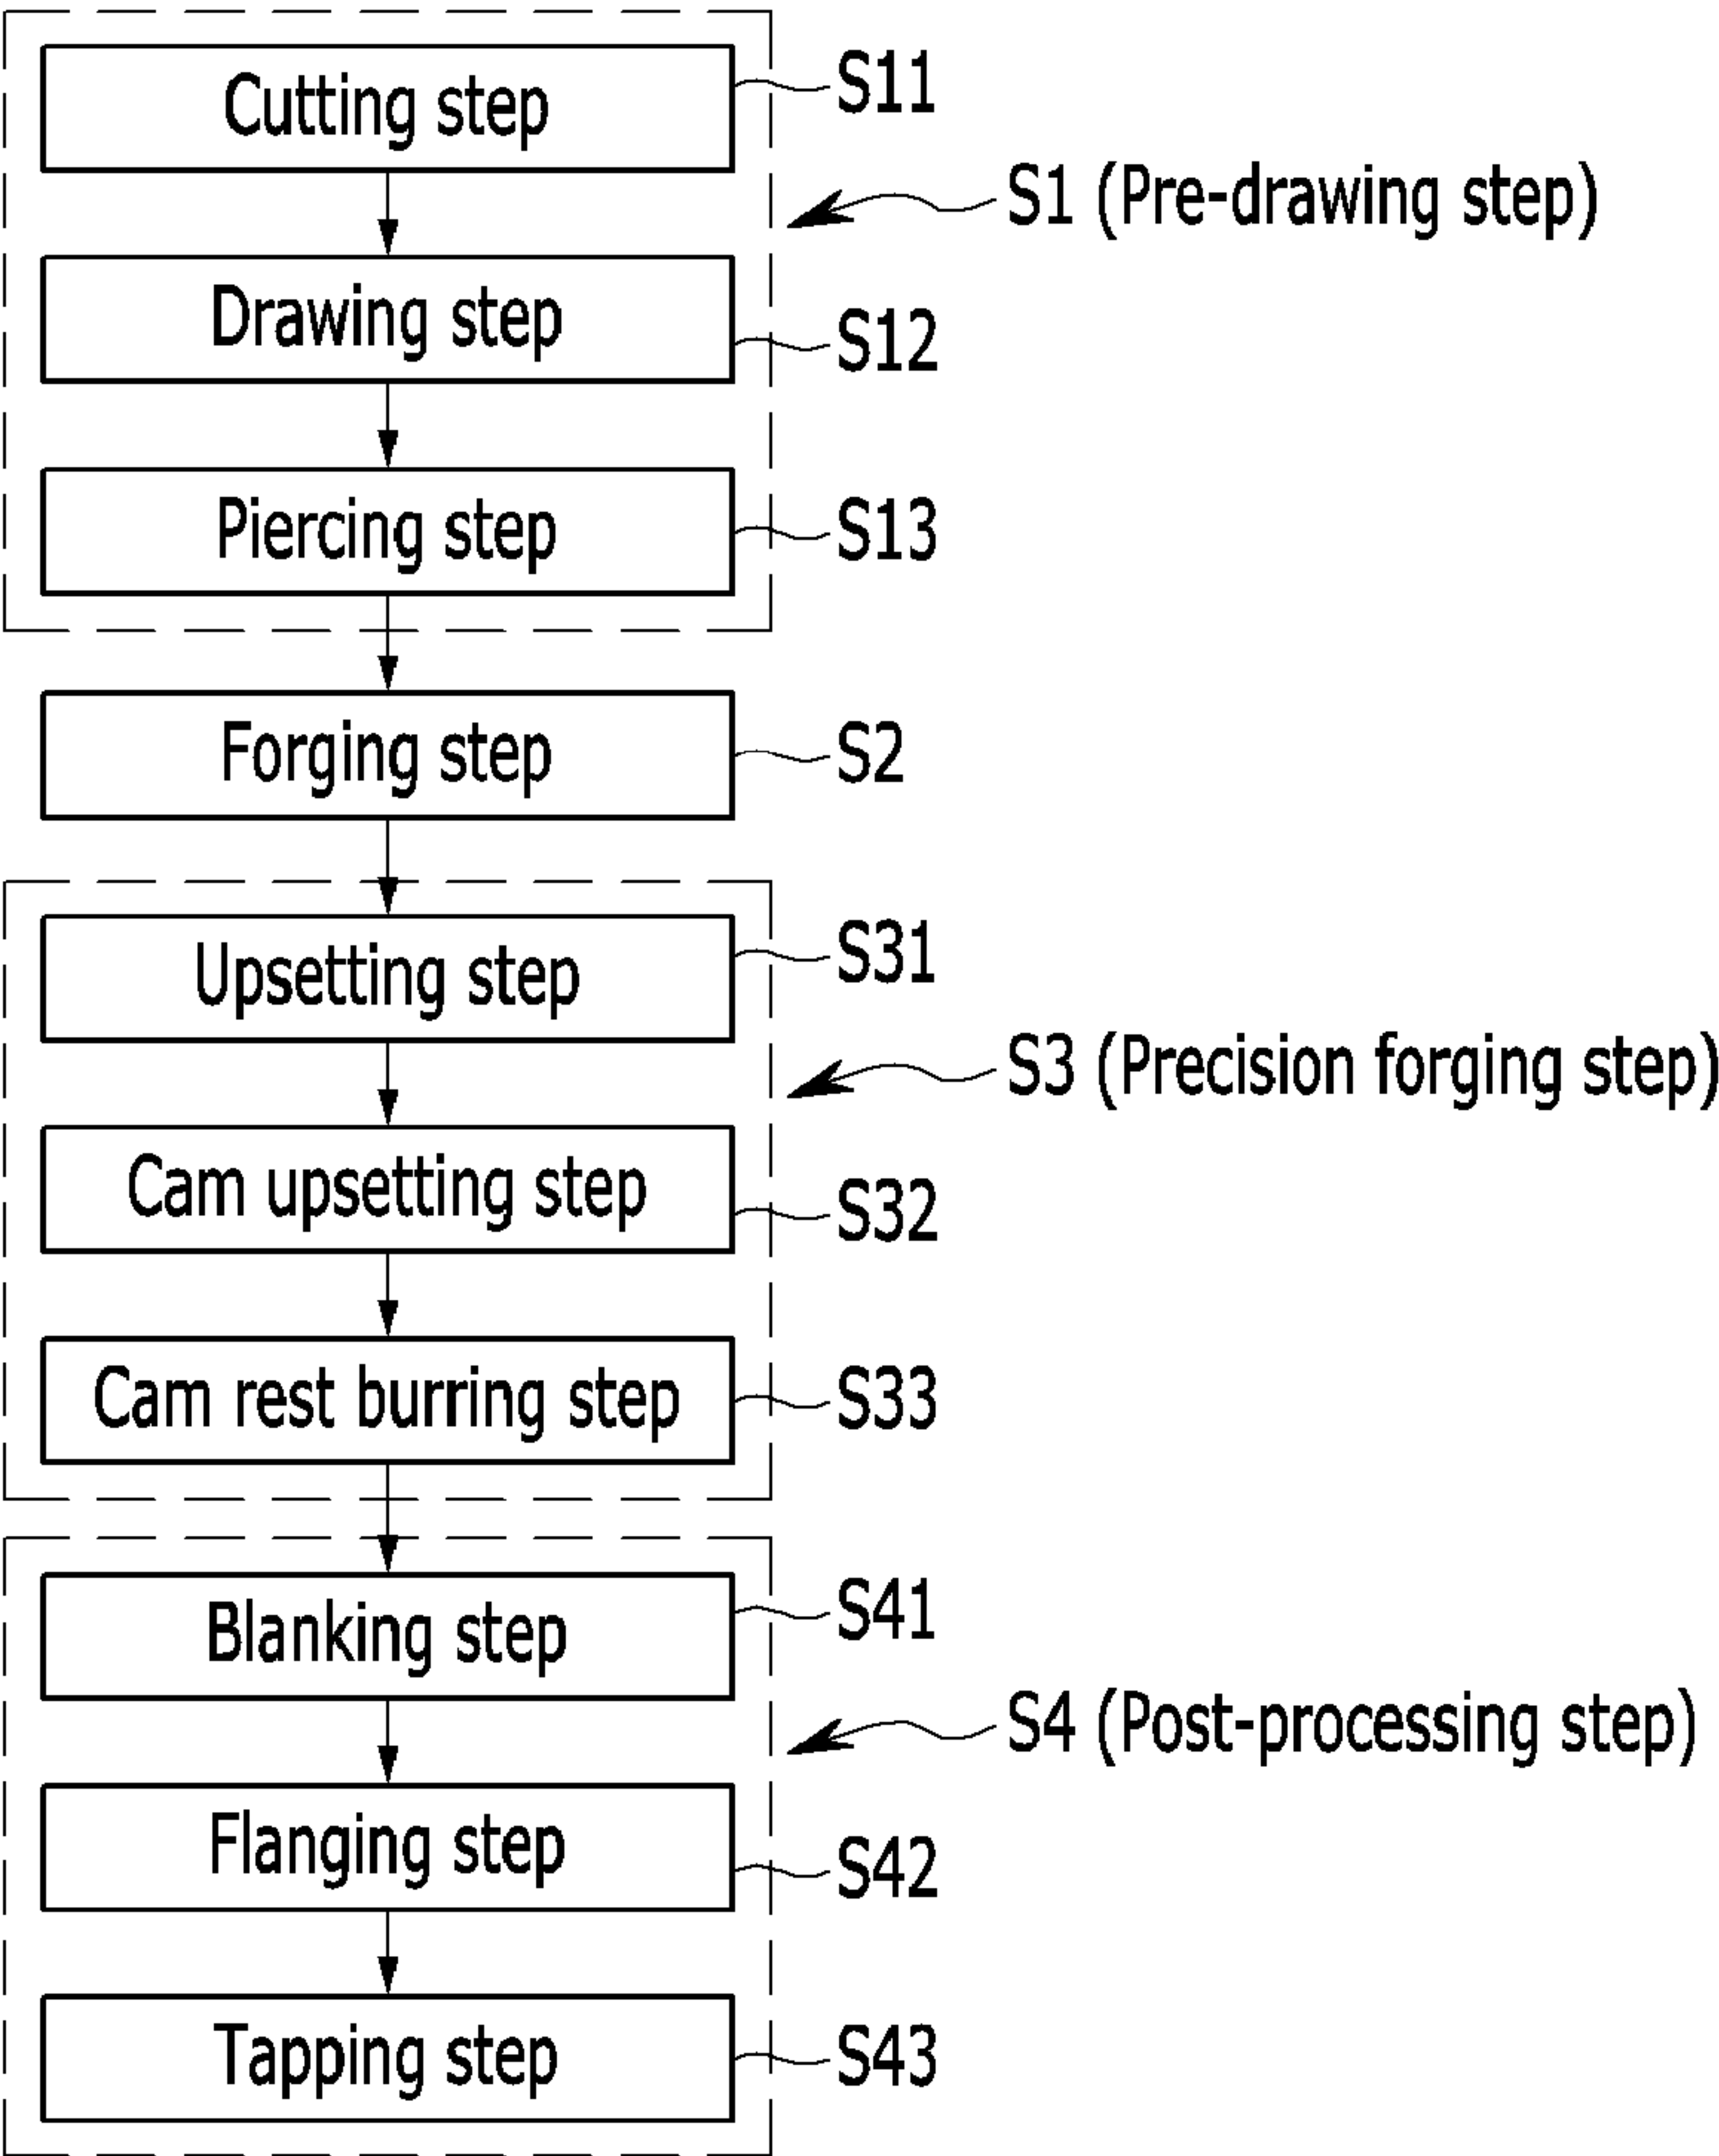 Cutting step
S11
S1 (Pre-drawing step)
Drawing step
S12
Piercing step
S13
Forging step
S2
Upsetting step
S31
S3 (Precision forging step)
Cam upsetting step
S32
Cam rest burring step
S33
Blanking step
S41
S4 (Post-processing step)
Flanging step
S42
Tapping step
S43